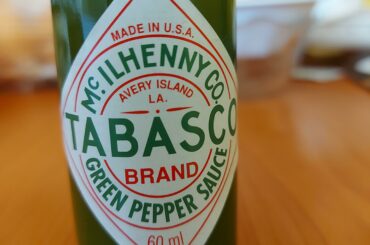 MADE IN U.S.A.
McILHENNY CO.
AVERY ISLAND
LA.
TABASCO
BRAND
GREEN PEPPER SAUCE
60 ml